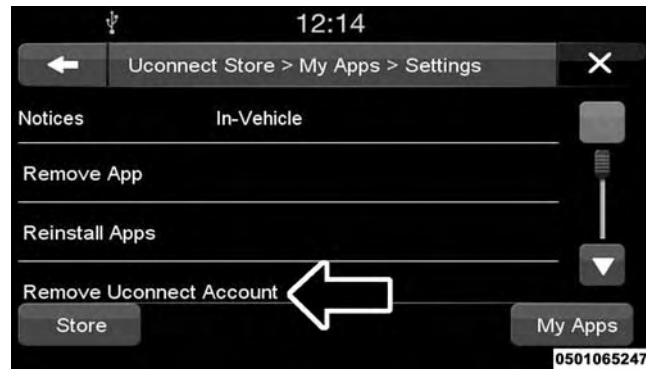 12:14
Uconnect Store > My Apps > Settings
Notices In-Vehicle
Remove App
Reinstall Apps
Remove Uconnect Account
Store My Apps
0501065247